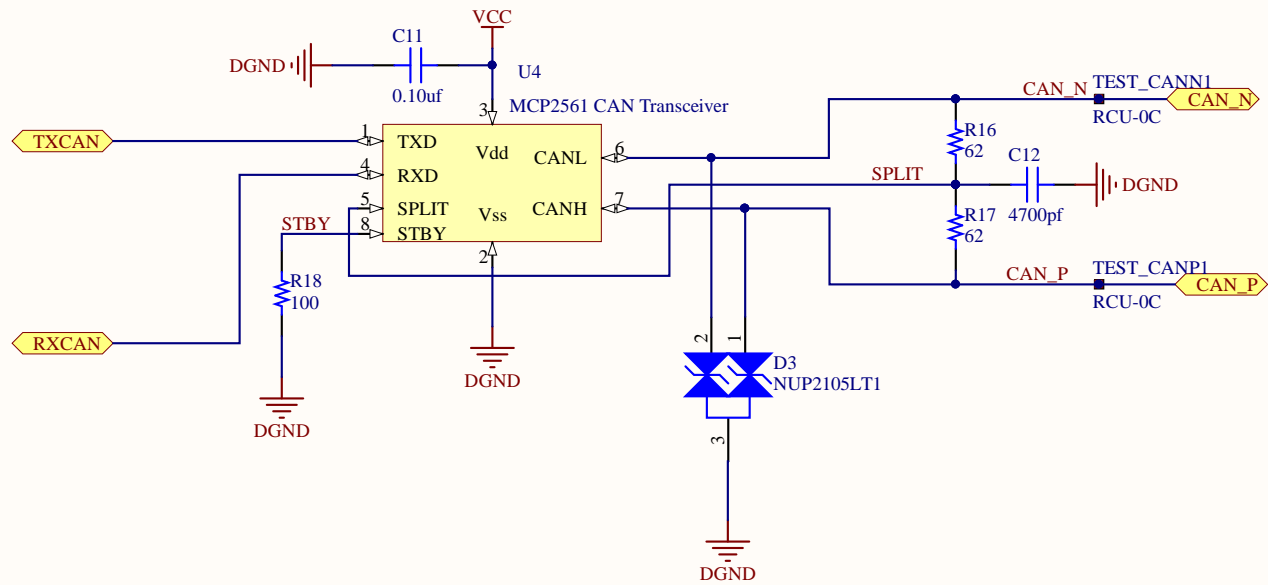 VCC
C11
DGND
0.10uf
U4
3
MCP2561 CAN Transceiver
TXCAN
1
TXD
Vdd
CANL
6
4
RXD
5
SPLIT
Vss
CANH
7
8
STBY
STBY
2
R18
100
RXCAN
DGND
DGND
CAN_N
TEST_CANN1
CAN_N
RCU-0C
R16
62
C12
SPLIT
DGND
4700pf
R17
62
CAN_P
TEST_CANP1
CAN_P
RCU-0C
2
1
D3
NUP2105LT1
3
DGND